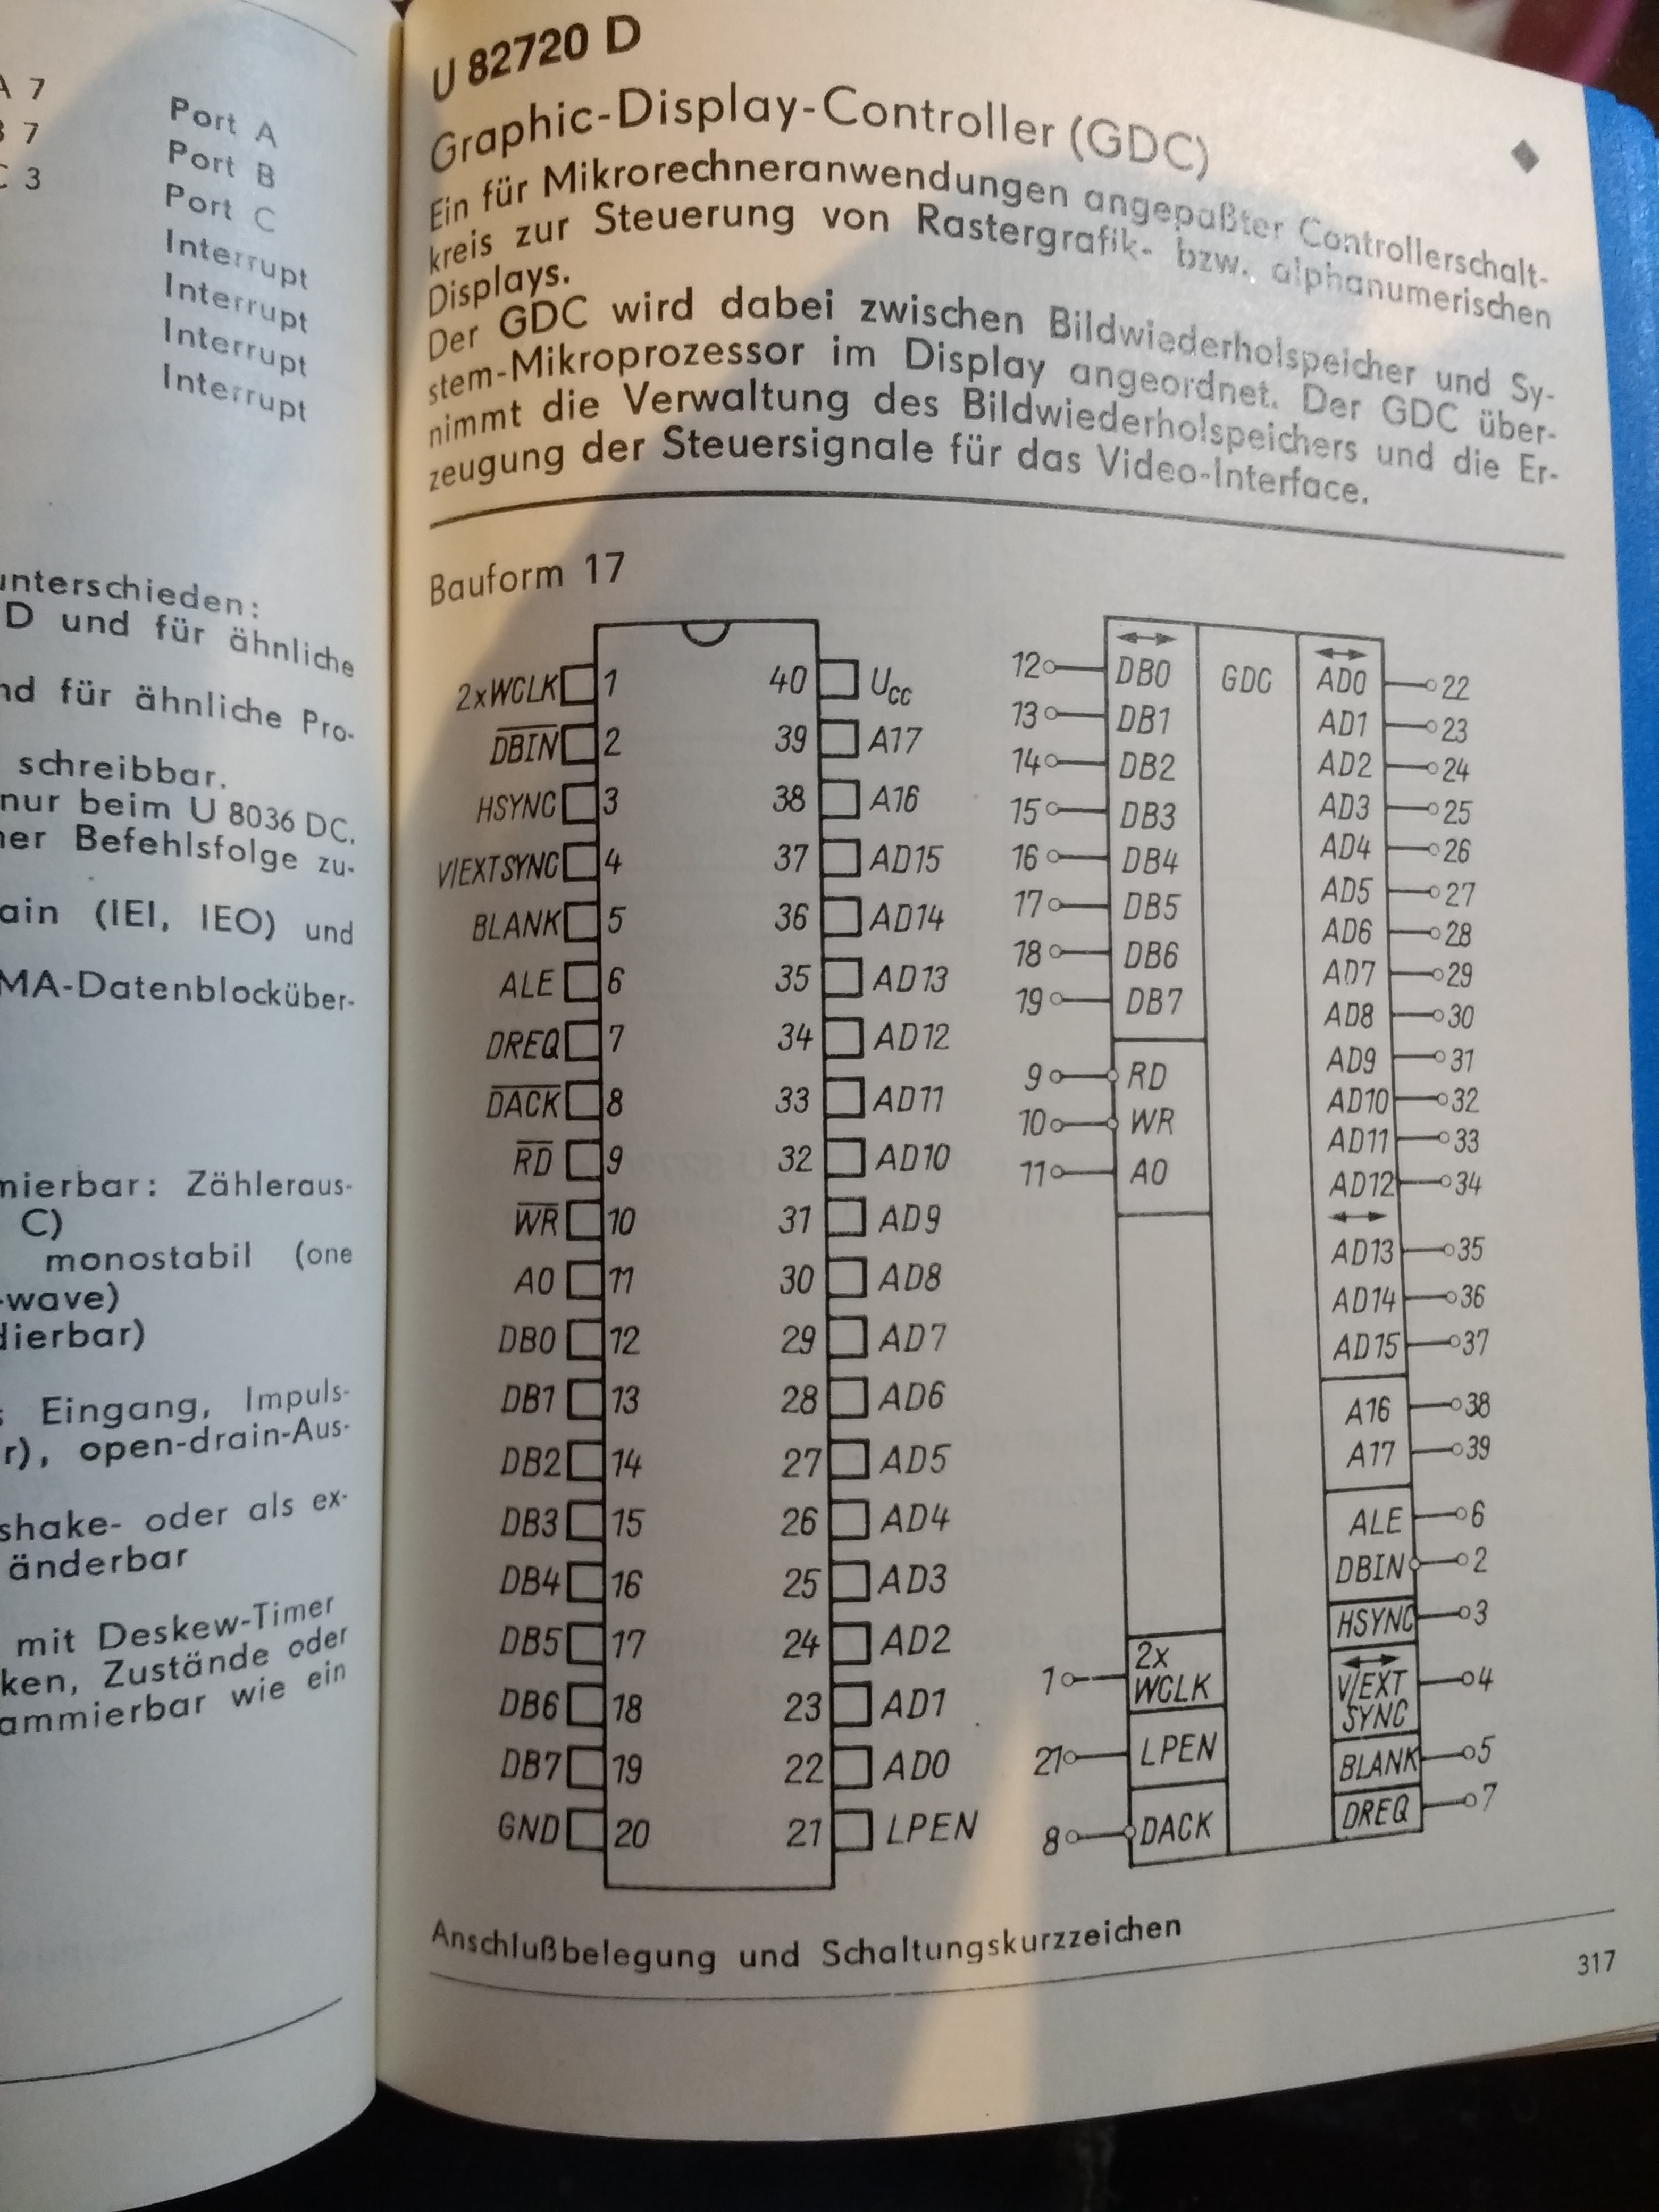 A 7 Port A
B 7 Port B
C 3 Port C
Interrupt
Interrupt
Interrupt
Interrupt
unterschieden:
D und für ähnliche
nd für ähnliche Pro-
schreibbar.
nur beim U 8036 DC.
ner Befehlsfolge zu-
ain (IEI, IEO) und
MA-Datenblocküber-
mierbar: Zähleraus-
C)
monostabil (one
-wave)
dierbar)
Eingang, Impuls-
r), open-drain-Aus-
shake- oder als ex-
änderbar
mit Deskew-Timer
ken, Zustände oder
ammierbar wie ein
U 82720 D
Graphic-Display-Controller (GDC)
Ein für Mikrorechneranwendungen angepaßter Controllerschalt-
kreis zur Steuerung von Rastergrafik- bzw. alphanumerischen
Displays.
Der GDC wird dabei zwischen Bildwiederholspeicher und Sy-
stem-Mikroprozessor im Display angeordnet. Der GDC über-
nimmt die Verwaltung des Bildwiederholspeichers und die Er-
zeugung der Steuersignale für das Video-Interface.
Bauform 17
2xWCLK 1 40 UCC
DBIN 2 39 A17
HSYNC 3 38 A16
V/EXTSYNC 4 37 AD15
BLANK 5 36 AD14
ALE 6 35 AD13
DREQ 7 34 AD12
DACK 8 33 AD11
RD 9 32 AD10
WR 10 31 AD9
A0 11 30 AD8
DB0 12 29 AD7
DB1 13 28 AD6
DB2 14 27 AD5
DB3 15 26 AD4
DB4 16 25 AD3
DB5 17 24 AD2
DB6 18 23 AD1
DB7 19 22 AD0
GND 20 21 LPEN
12 DB0 GDC AD0 22
13 DB1 AD1 23
14 DB2 AD2 24
15 DB3 AD3 25
16 DB4 AD4 26
17 DB5 AD5 27
18 DB6 AD6 28
19 DB7 AD7 29
AD8 30
9 RD AD9 31
10 WR AD10 32
11 A0 AD11 33
AD12 34
AD13 35
AD14 36
AD15 37
A16 38
A17 39
ALE 6
DBIN 2
HSYNC 3
1 2x
WCLK
V/EXT
SYNC 4
21 LPEN BLANK 5
8 DACK DREQ 7
Anschlußbelegung und Schaltungskurzzeichen
317